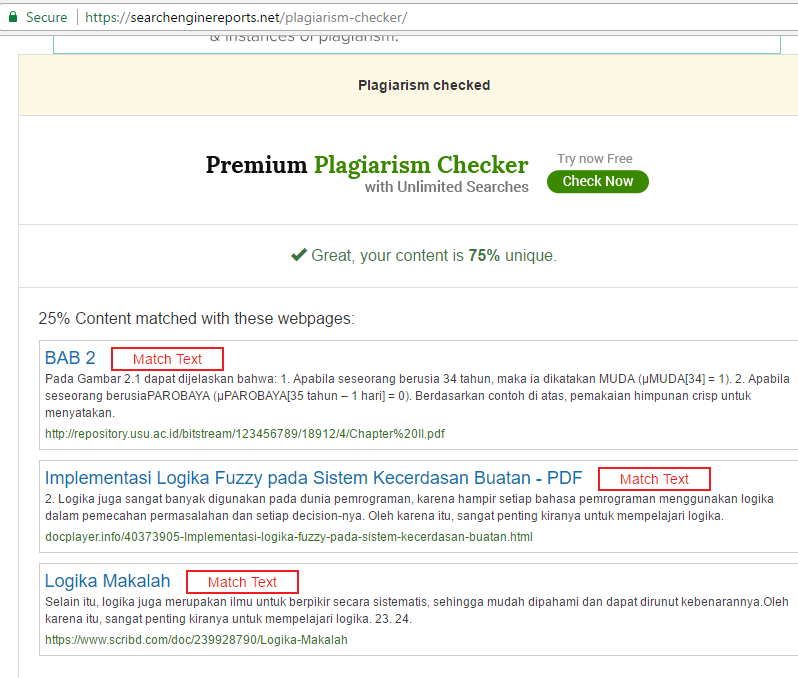 Secure
https://searchenginereports.net/plagiarism-checker/
& instances of plagiarism.
Plagiarism checked
Premium Plagiarism Checker
with Unlimited Searches
Try now Free
Check Now
Great, your content is 75% unique.
25% Content matched with these webpages:
BAB 2 Match Text
Pada Gambar 2.1 dapat dijelaskan bahwa: 1. Apabila seseorang berusia 34 tahun, maka ia dikatakan MUDA (µMUDA[34] = 1). 2. Apabila
seseorang berusiaPAROBAYA (µPAROBAYA[35 tahun – 1 hari] = 0). Berdasarkan contoh di atas, pemakaian himpunan crisp untuk
menyatakan.
http://repository.usu.ac.id/bitstream/123456789/18912/4/Chapter%20II.pdf
Implementasi Logika Fuzzy pada Sistem Kecerdasan Buatan - PDF Match Text
2. Logika juga sangat banyak digunakan pada dunia pemrograman, karena hampir setiap bahasa pemrograman menggunakan logika
dalam pemecahan permasalahan dan setiap decision-nya. Oleh karena itu, sangat penting kiranya untuk mempelajari logika.
docplayer.info/40373905-Implementasi-logika-fuzzy-pada-sistem-kecerdasan-buatan.html
Logika Makalah Match Text
Selain itu, logika juga merupakan ilmu untuk berpikir secara sistematis, sehingga mudah dipahami dan dapat dirunut kebenarannya.Oleh
karena itu, sangat penting kiranya untuk mempelajari logika. 23. 24.
https://www.scribd.com/doc/239928790/Logika-Makalah